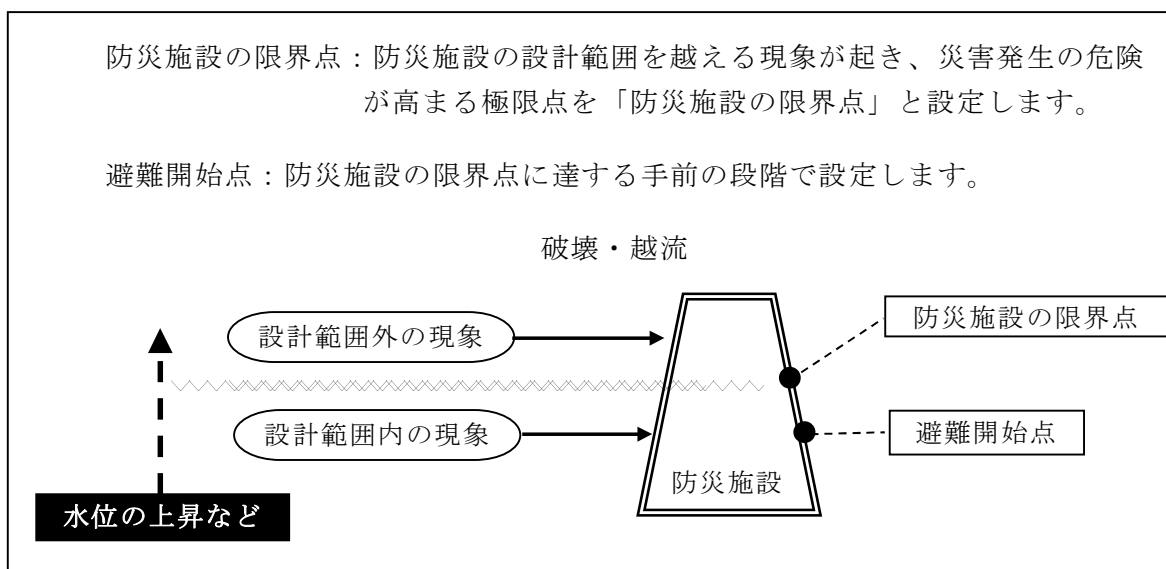 防災施設の限界点：防災施設の設計範囲を越える現象が起き、災害発生の危険
が高まる極限点を「防災施設の限界点」と設定します。
避難開始点：防災施設の限界点に達する手前の段階で設定します。
破壊・越流
設計範囲外の現象
防災施設の限界点
設計範囲内の現象
避難開始点
防災施設
水位の上昇など